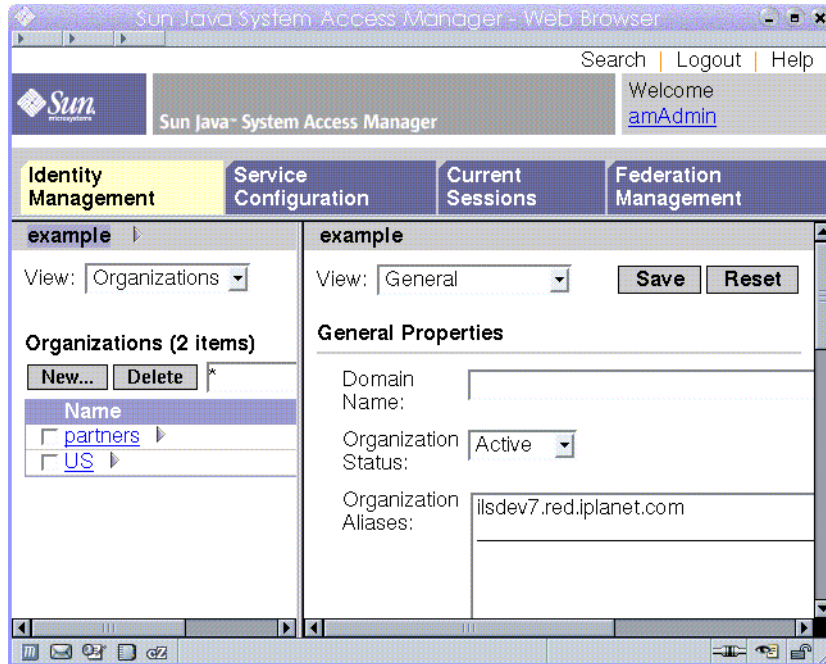 Sun Java System Access Manager - Web Browser
Search | Logout | Help
Sun
microsystems
Sun Java™ System Access Manager
Welcome
amAdmin
Identity
Management
Service
Configuration
Current
Sessions
Federation
Management
example
View: Organizations
Organizations (2 items)
New... Delete *
Name
partners
US
example
View: General Save Reset
General Properties
Domain
Name:
Organization
Status: Active
Organization
Aliases: ilsdev7.red.iplanet.com